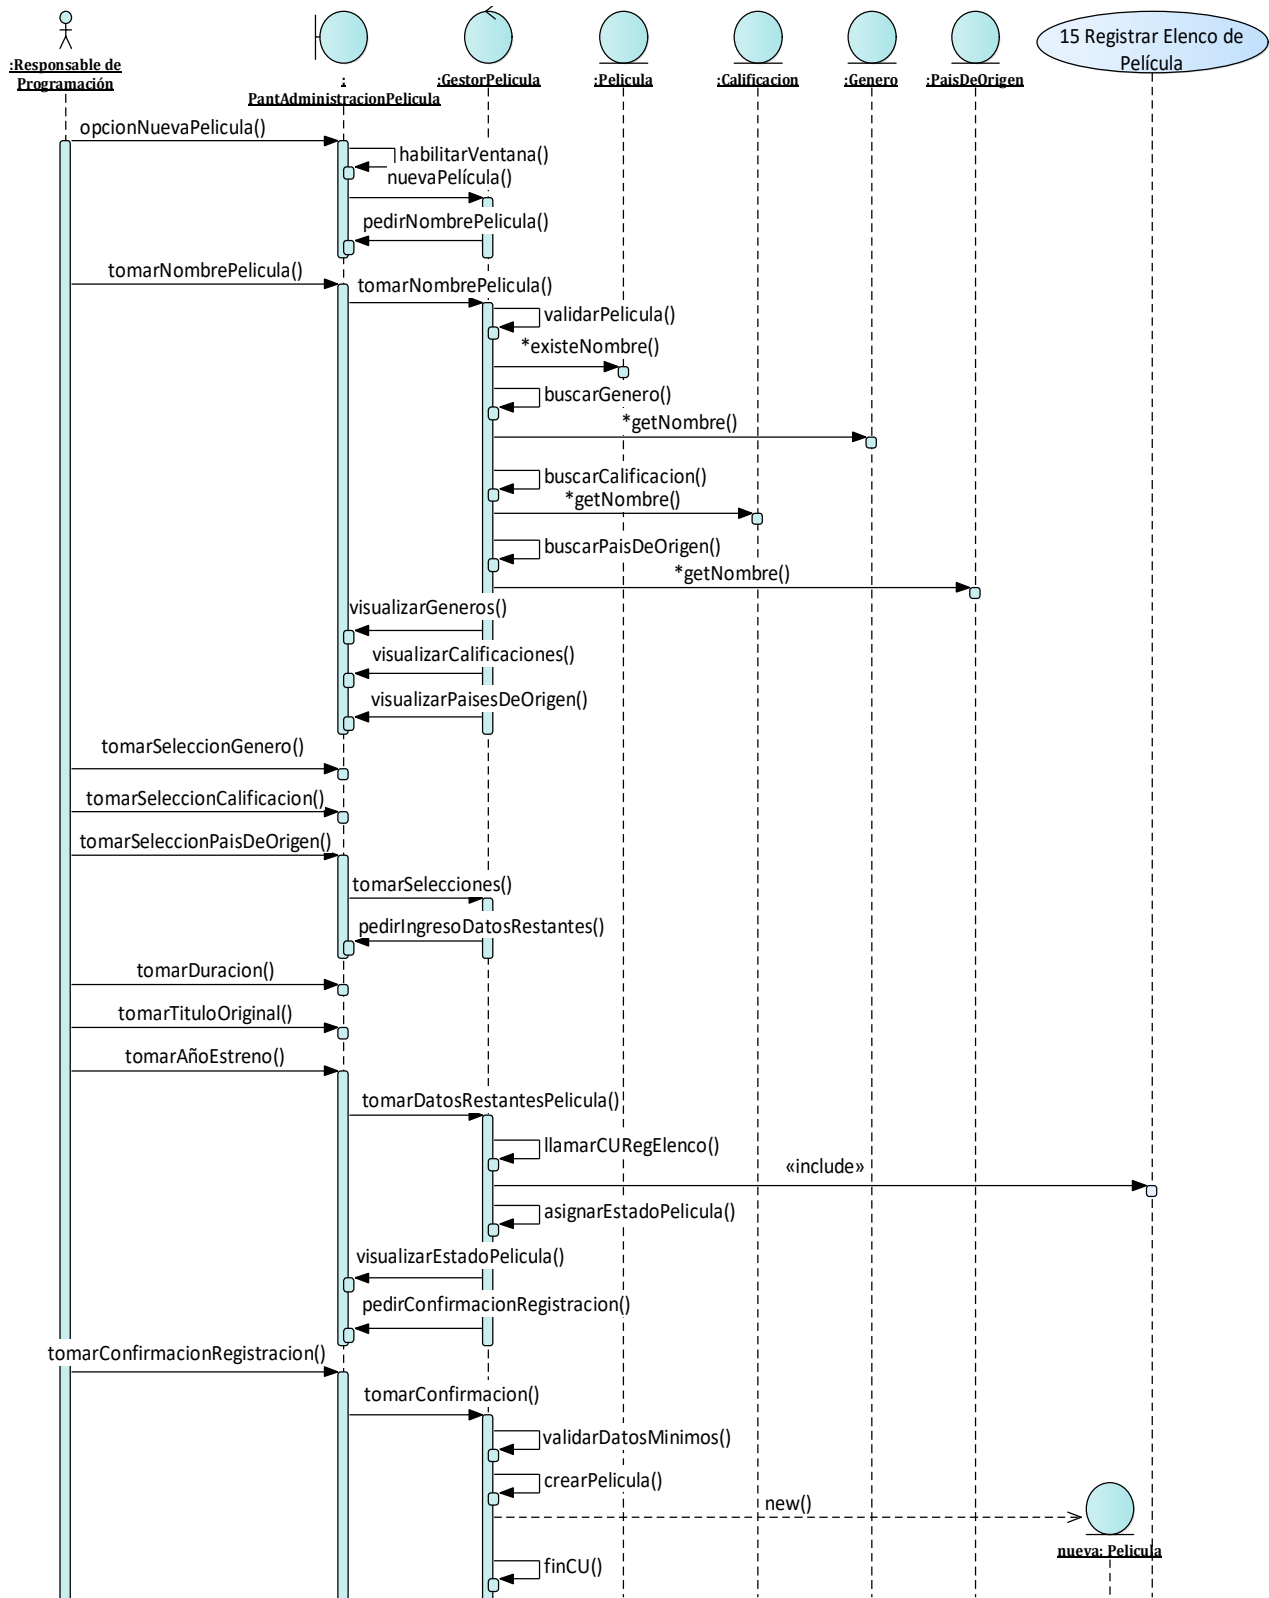 :Responsable de
Programación
:
PantAdministracionPelicula
:GestorPelicula
:Pelicula
:Calificacion
:Genero
:PaisDeOrigen
15 Registrar Elenco de
Película
opcionNuevaPelicula()
habilitarVentana()
nuevaPelícula()
pedirNombrePelicula()
tomarNombrePelicula()
tomarNombrePelicula()
validarPelicula()
*existeNombre()
buscarGenero()
*getNombre()
buscarCalificacion()
*getNombre()
buscarPaisDeOrigen()
*getNombre()
visualizarGeneros()
visualizarCalificaciones()
visualizarPaisesDeOrigen()
tomarSeleccionGenero()
tomarSeleccionCalificacion()
tomarSeleccionPaisDeOrigen()
tomarSelecciones()
pedirIngresoDatosRestantes()
tomarDuracion()
tomarTituloOriginal()
tomarAñoEstreno()
tomarDatosRestantesPelicula()
llamarCURegElenco()
«include»
asignarEstadoPelicula()
visualizarEstadoPelicula()
pedirConfirmacionRegistracion()
tomarConfirmacionRegistracion()
tomarConfirmacion()
validarDatosMinimos()
crearPelicula()
new()
nueva: Pelicula
finCU()